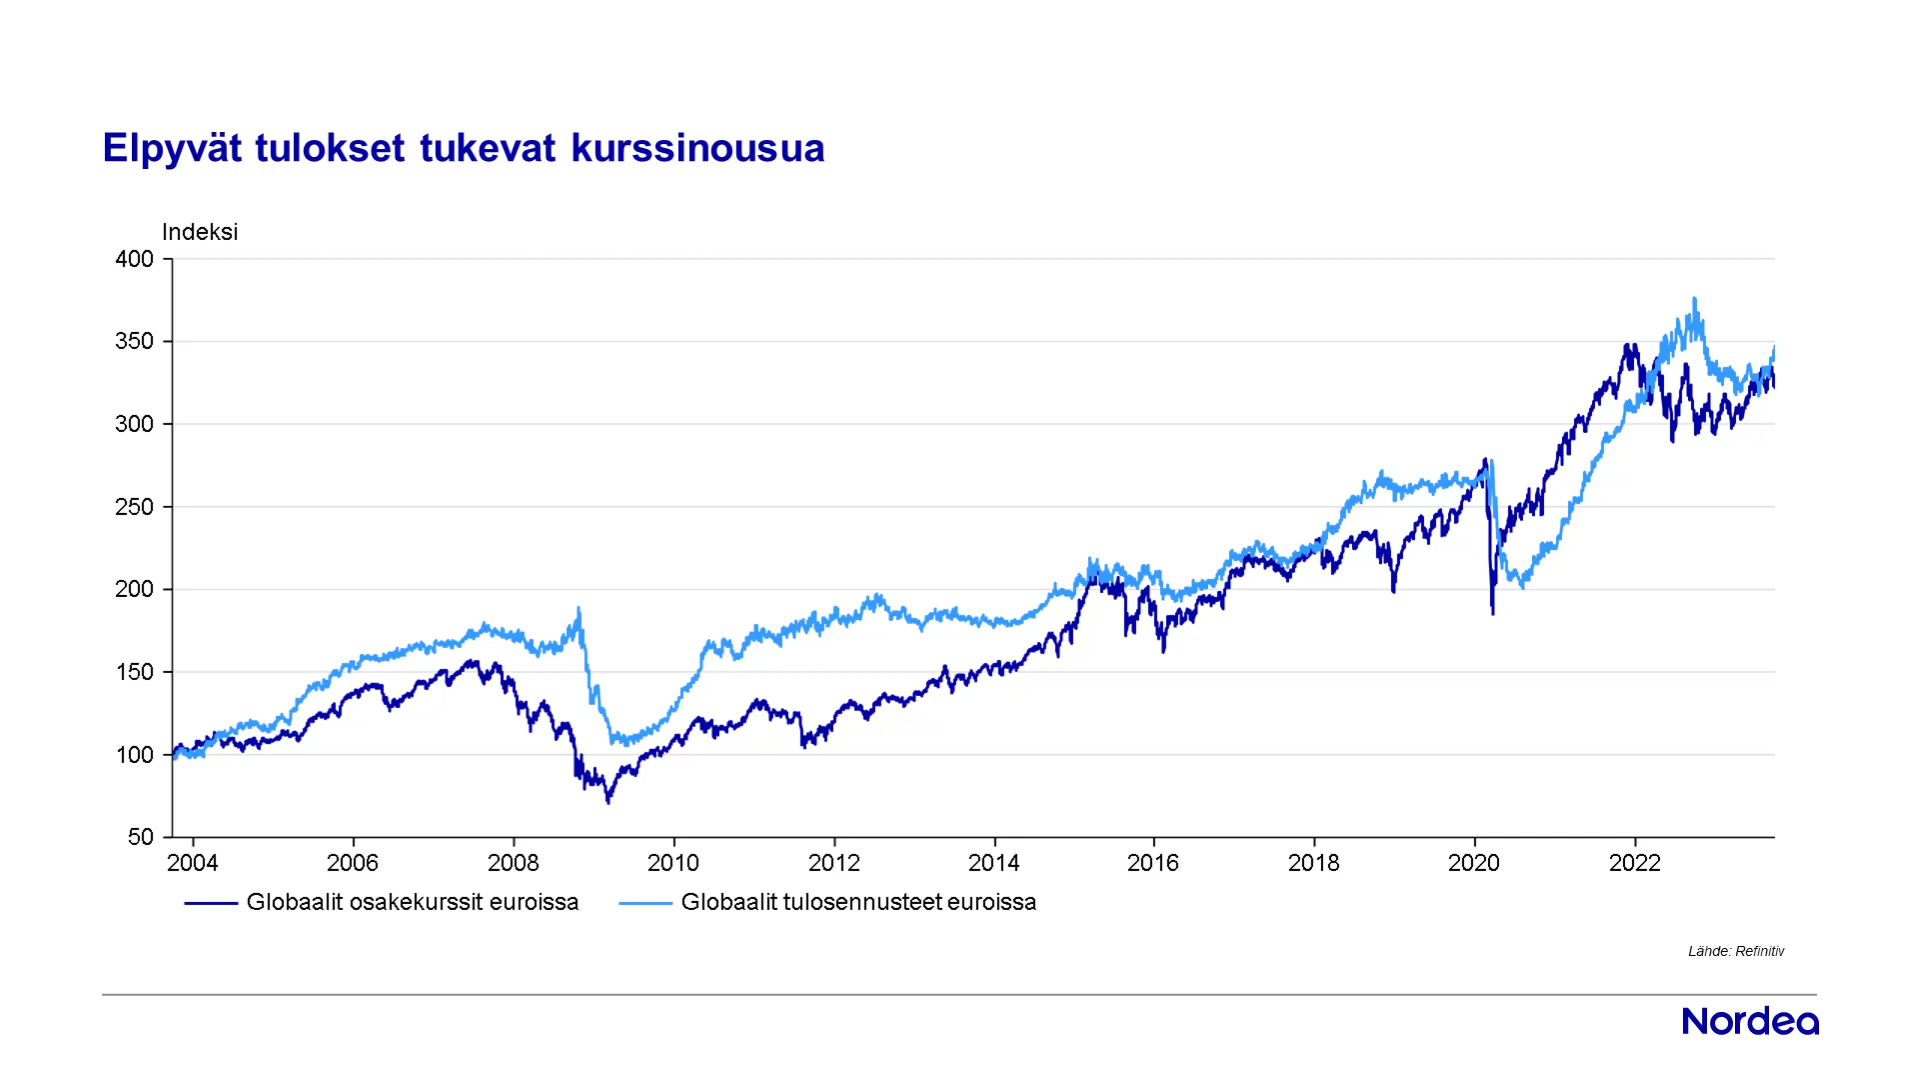 Elpyvät tulokset tukevat kurssinousua
Indeksi
400
350
300
250
200
150
100
50
2004 2006 2008 2010 2012 2014 2016 2018 2020 2022
Globaalit osakekurssit euroissa Globaalit tulosennusteet euroissa
Lähde: Refinitiv
Nordea